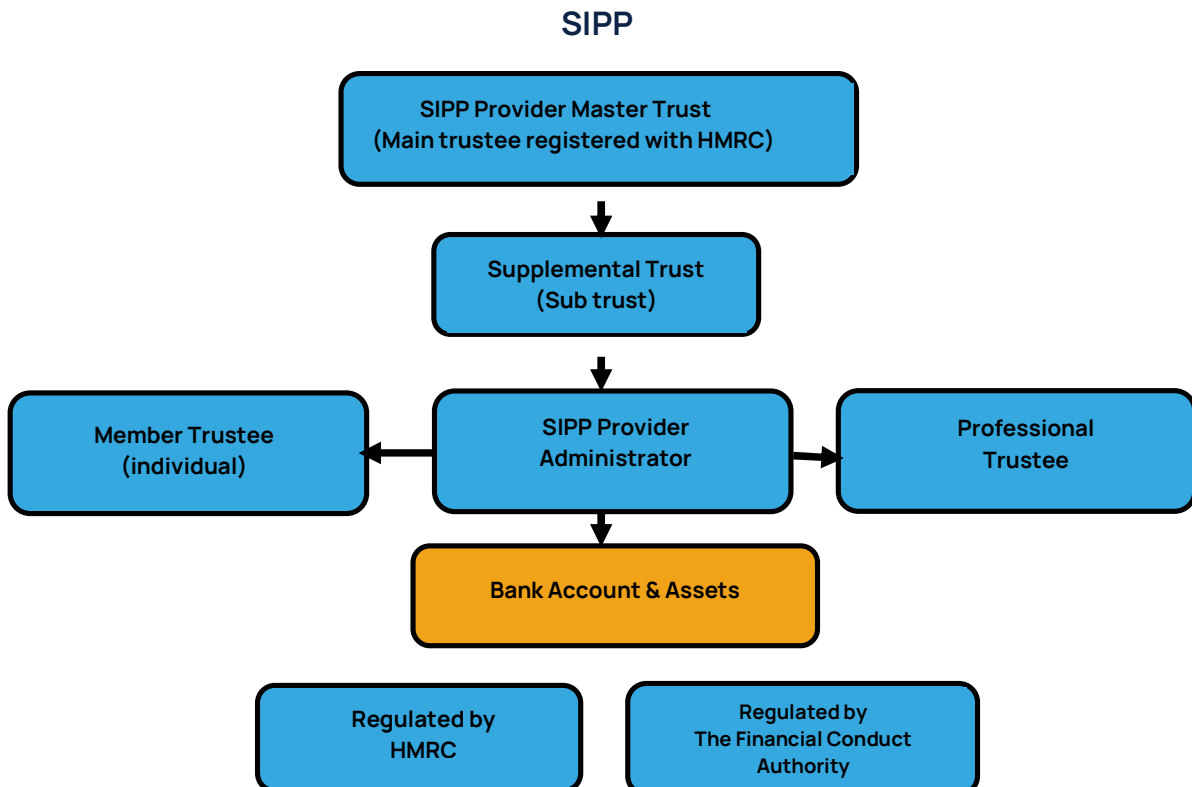 SIPP
SIPP Provider Master Trust
(Main trustee registered with HMRC)
Supplemental Trust
(Sub trust)
Member Trustee
(individual)
SIPP Provider
Administrator
Professional
Trustee
Bank Account & Assets
Regulated by
HMRC
Regulated by
The Financial Conduct
Authority